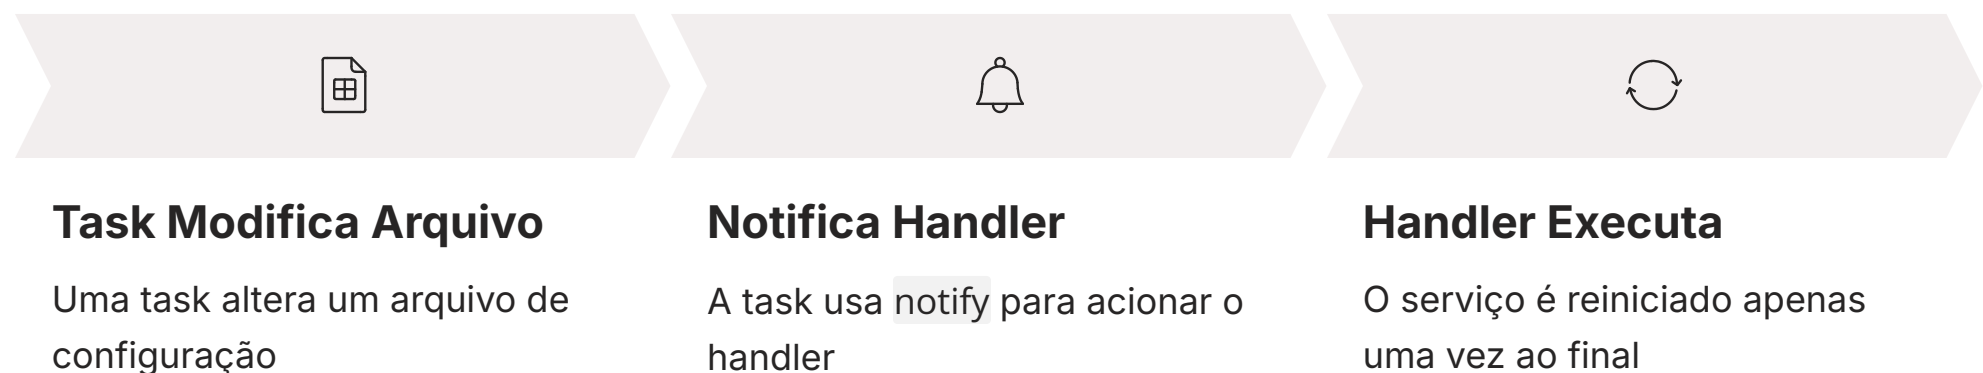 Task Modifica Arquivo
Uma task altera um arquivo de
configuração
Notifica Handler
A task usa notify para acionar o
handler
Handler Executa
O serviço é reiniciado apenas
uma vez ao final